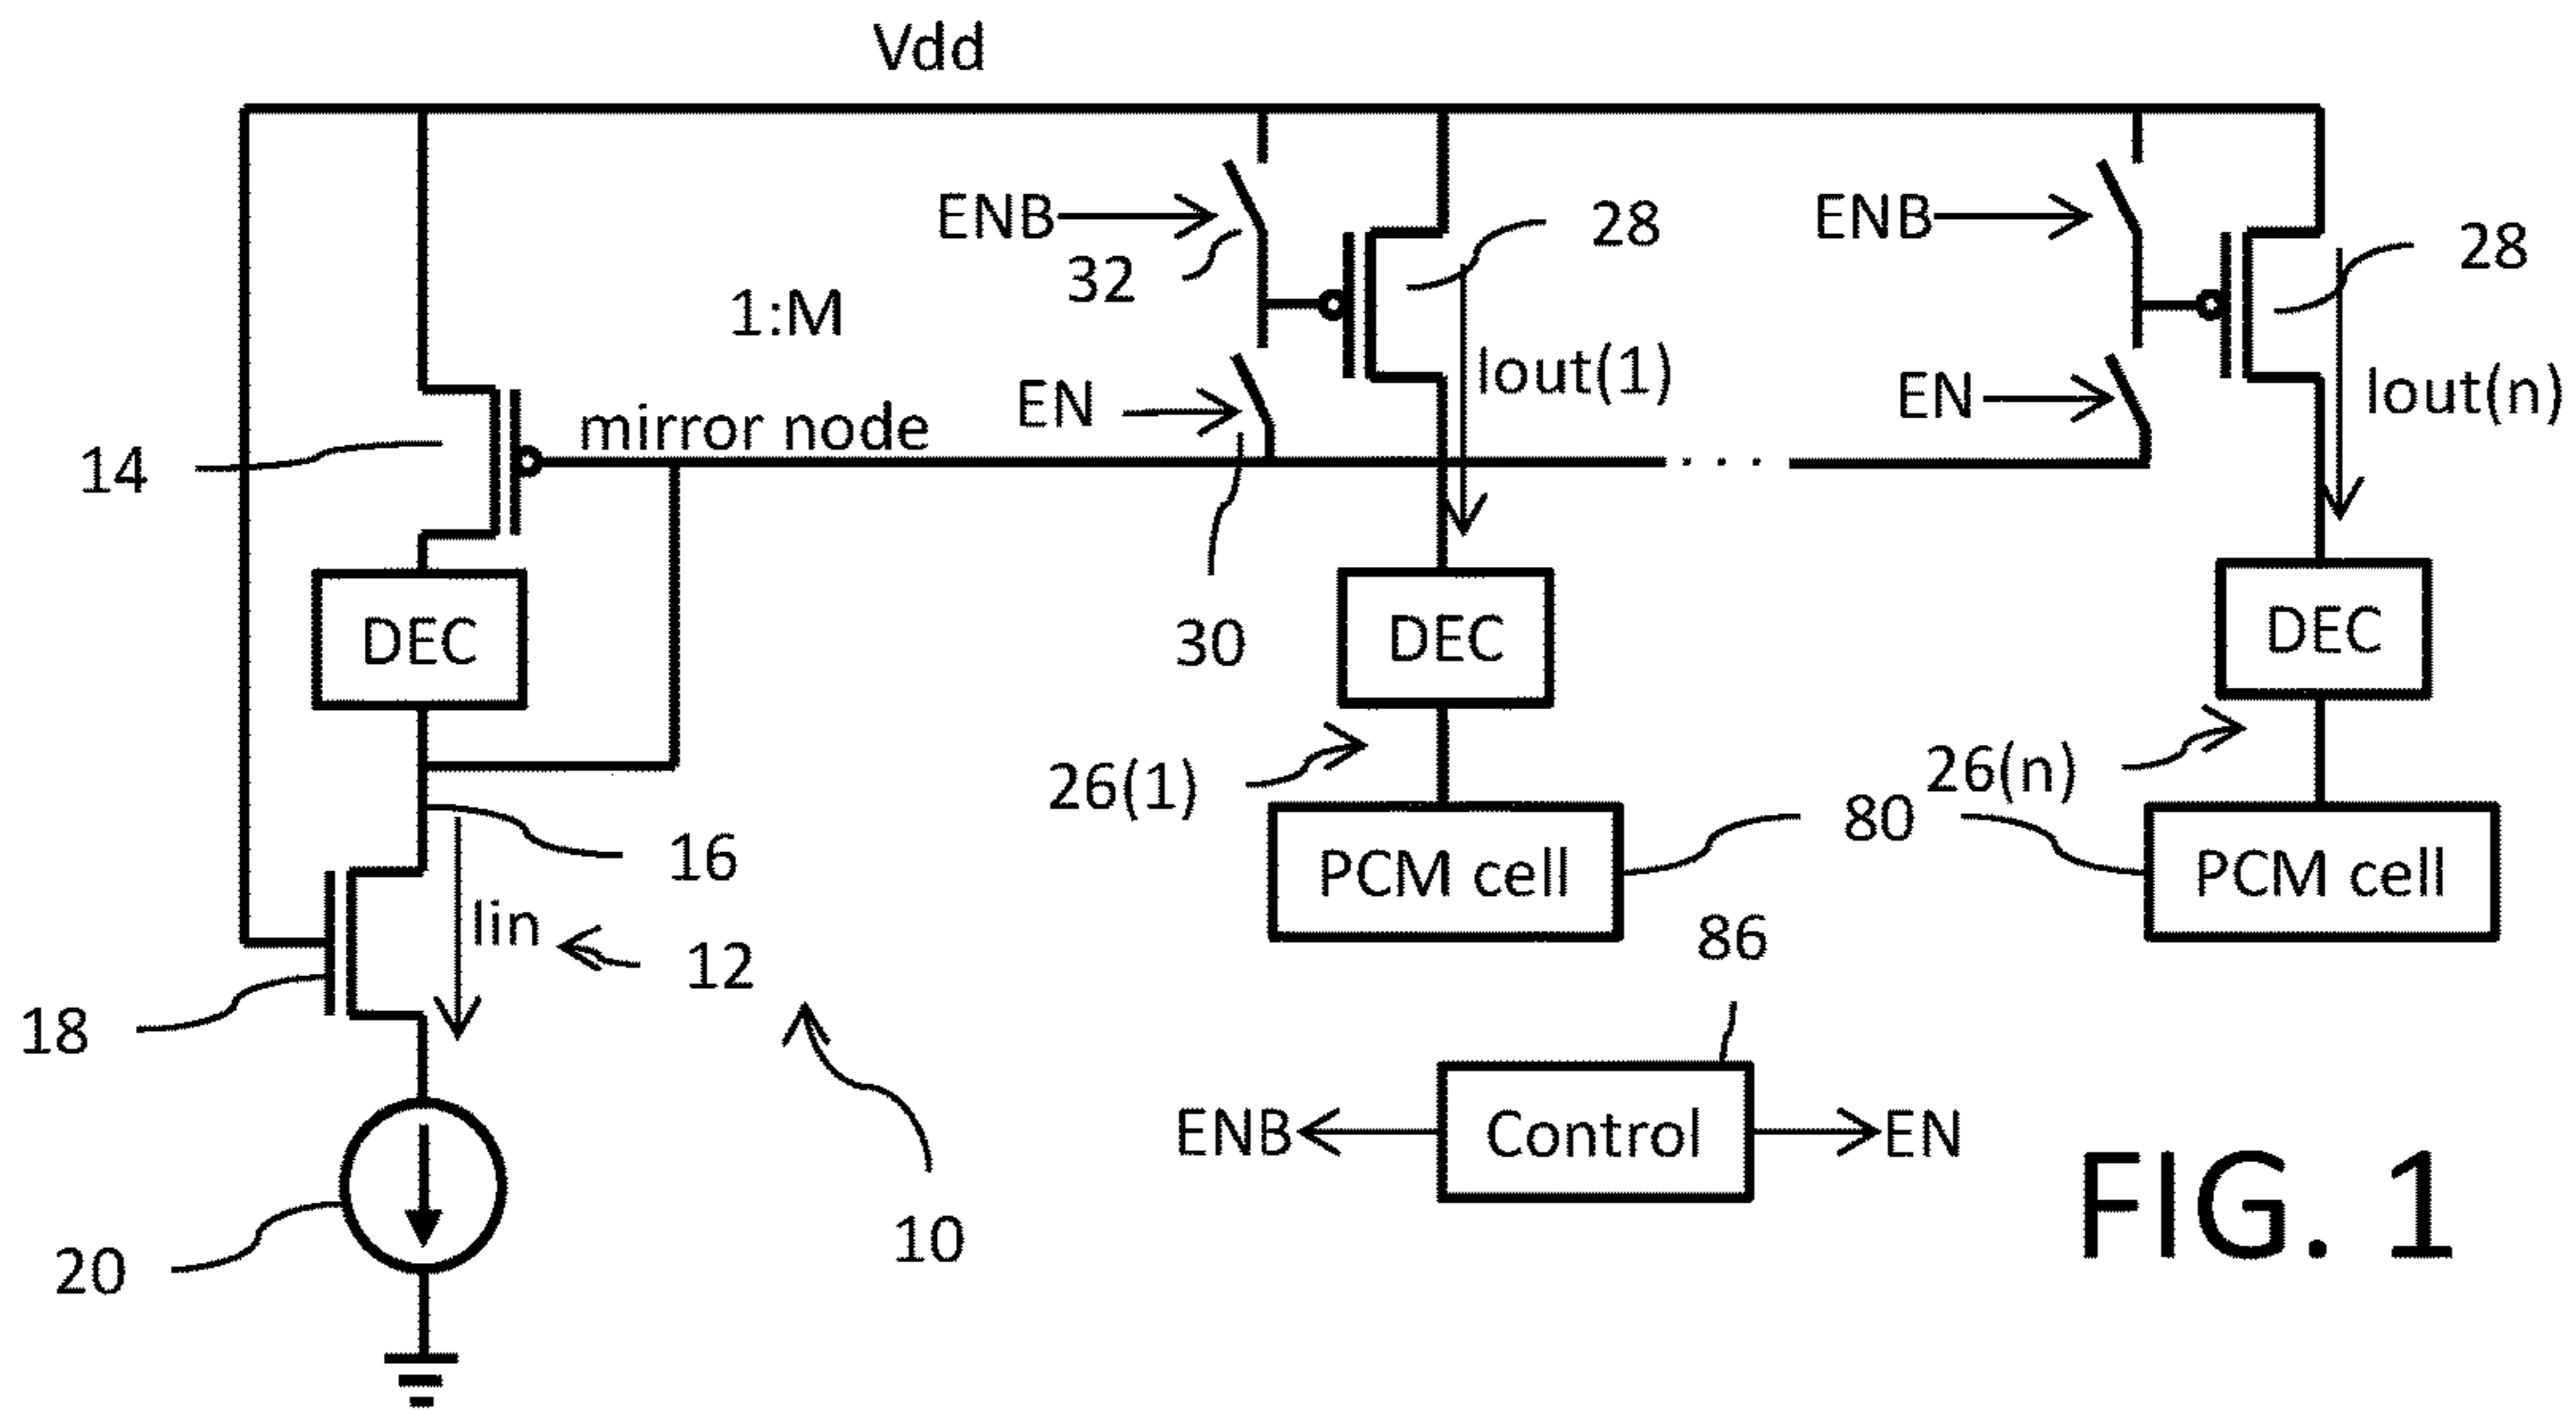 Vdd
ENB
28
ENB
28
32
1:M
Iout(1)
EN
EN
Iout(n)
mirror node
14
DEC
DEC
DEC
30
26(1)
26(n)
80
16
PCM cell
PCM cell
Iin
12
86
18
ENB
Control
EN
10
20
FIG. 1